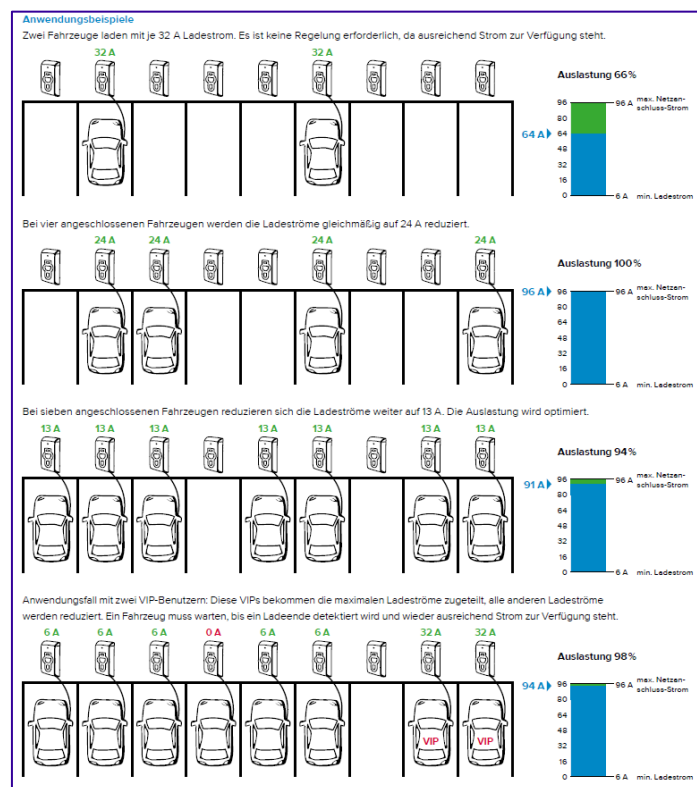 Anwendungsbeispiele
Zwei Fahrzeuge laden mit je 32 A Ladestrom. Es ist keine Regelung erforderlich, da ausreichend Strom zur Verfügung steht.
32 A 32 A
Auslastung 66%
96 96 A max. Netzan-
schluss-Strom
80
64 A 64
48
32
16
0 6 A min. Ladestrom
Bei vier angeschlossenen Fahrzeugen werden die Ladeströme gleichmäßig auf 24 A reduziert.
24 A 24 A 24 A 24 A
Auslastung 100%
96 A 96 96 A max. Netzan-
schluss-Strom
80
64
48
32
16
0 6 A min. Ladestrom
Bei sieben angeschlossenen Fahrzeugen reduzieren sich die Ladeströme weiter auf 13 A. Die Auslastung wird optimiert.
13 A 13 A 13 A 13 A 13 A 13 A 13 A
Auslastung 94%
91 A 96 96 A max. Netzan-
schluss-Strom
80
64
48
32
16
0 6 A min. Ladestrom
Anwendungsfall mit zwei VIP-Benutzern: Diese VIPs bekommen die maximalen Ladeströme zugeteilt, alle anderen Ladeströme
werden reduziert. Ein Fahrzeug muss warten, bis ein Ladeende detektiert wird und wieder ausreichend Strom zur Verfügung steht.
6 A 6 A 6 A 0 A 6 A 6 A 32 A 32 A
Auslastung 98%
94 A 96 96 A max. Netzan-
schluss-Strom
80
64
48
VIP VIP
32
16
0 6 A min. Ladestrom